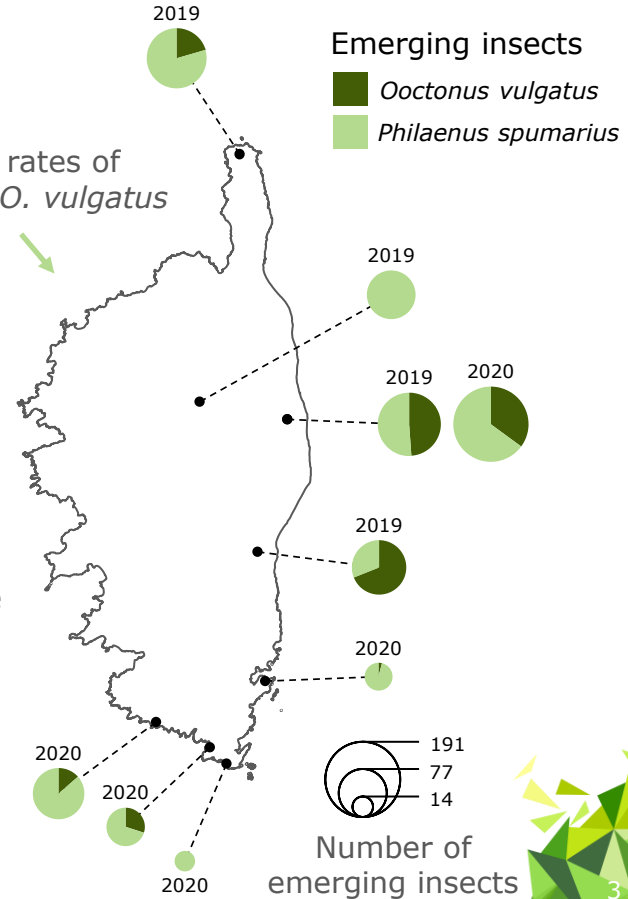 2019
Emerging insects
Ooctonus vulgatus
Philaenus spumarius
rates of
O. vulgatus
2019
2019
2020
2019
2020
2020
2020
2020
191
77
14
Number of
emerging insects
3